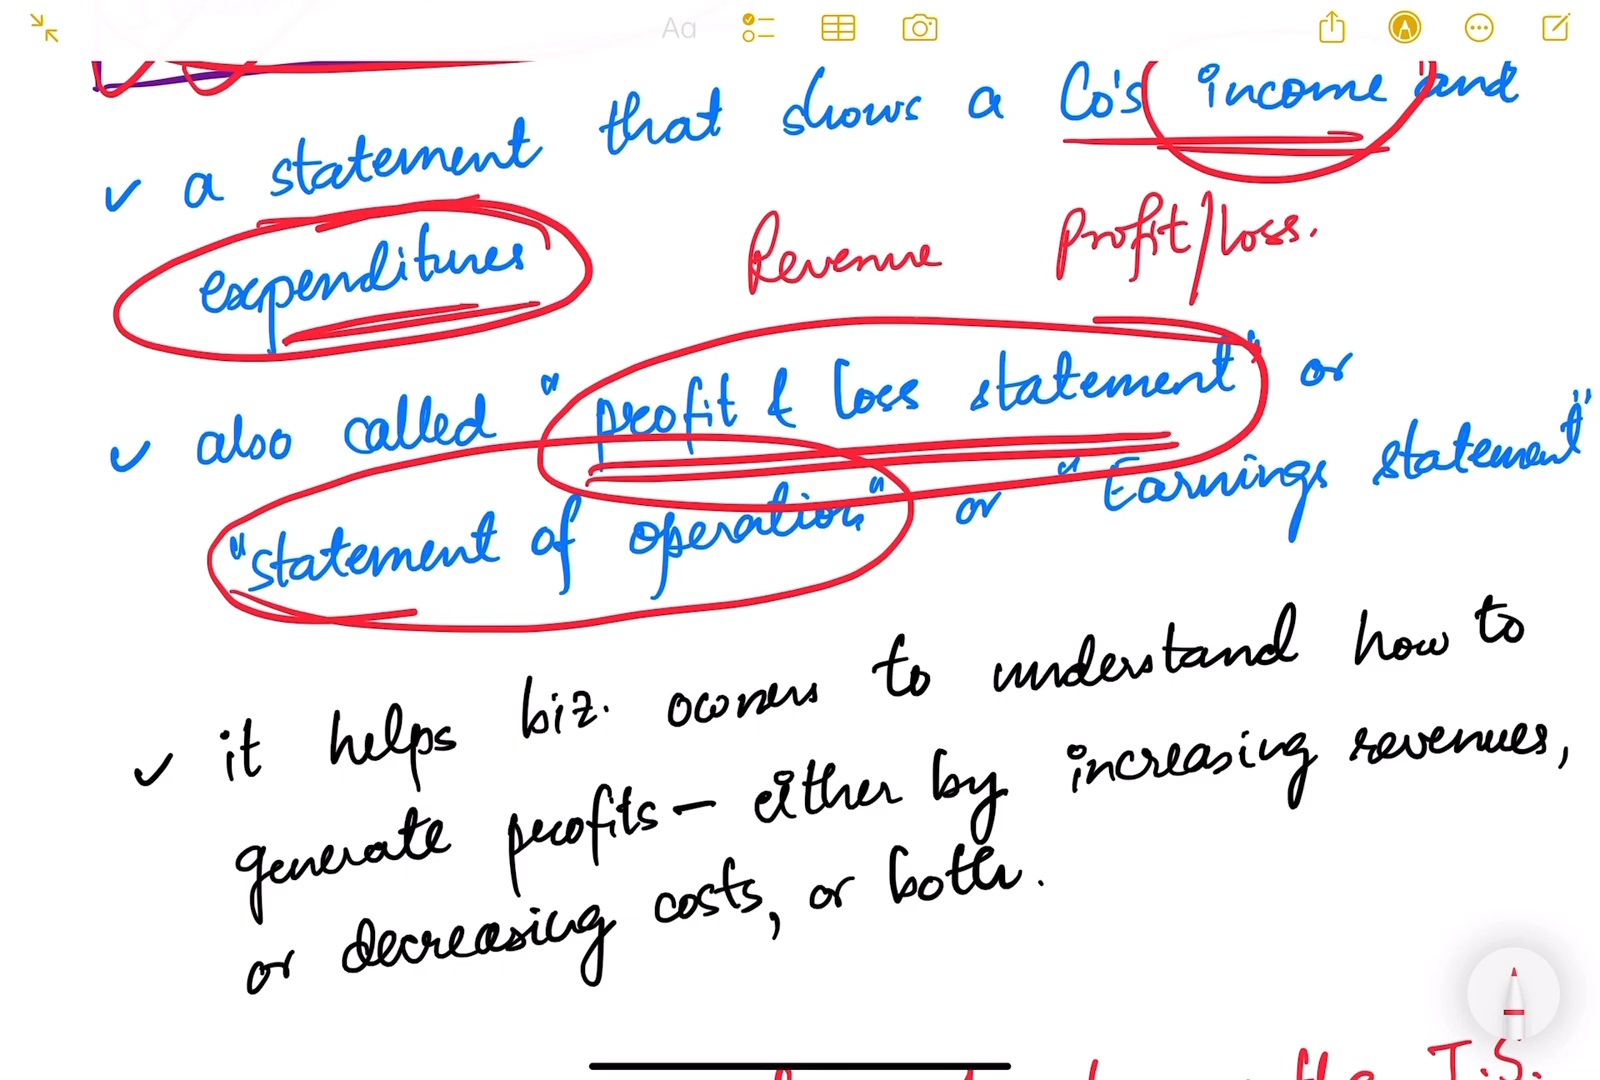 Aa
✓ a statement that shows a Co's income and
expenditures
Revenue Profit/loss.
✓ also called "profit & loss statement" or
"statement of operation" or "Earnings statement"
✓ it helps biz. owners to understand how to
generate profits – either by increasing revenues,
or decreasing costs, or both.
the I.S.